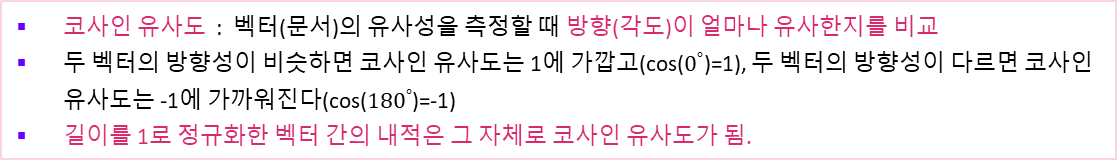 ▪ 코사인 유사도 : 벡터(문서)의 유사성을 측정할 때 방향(각도)이 얼마나 유사한지를 비교
▪ 두 벡터의 방향성이 비슷하면 코사인 유사도는 1에 가깝고(cos(0°)=1), 두 벡터의 방향성이 다르면 코사인
유사도는 -1에 가까워진다(cos(180°)=-1)
▪ 길이를 1로 정규화한 벡터 간의 내적은 그 자체로 코사인 유사도가 됨.